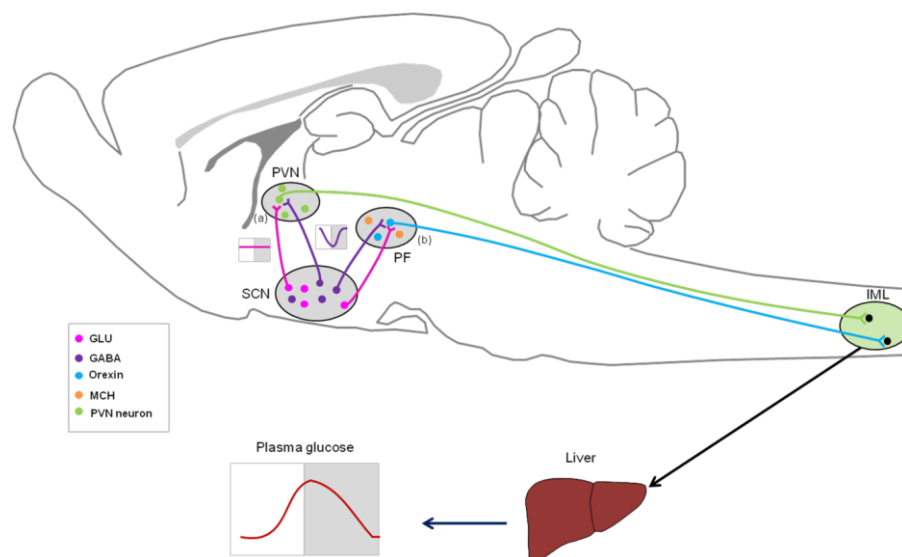 PVN
(a)
(b)
PF
SCN
IML
GLU
GABA
Orexin
MCH
PVN neuron
Plasma glucose
Liver